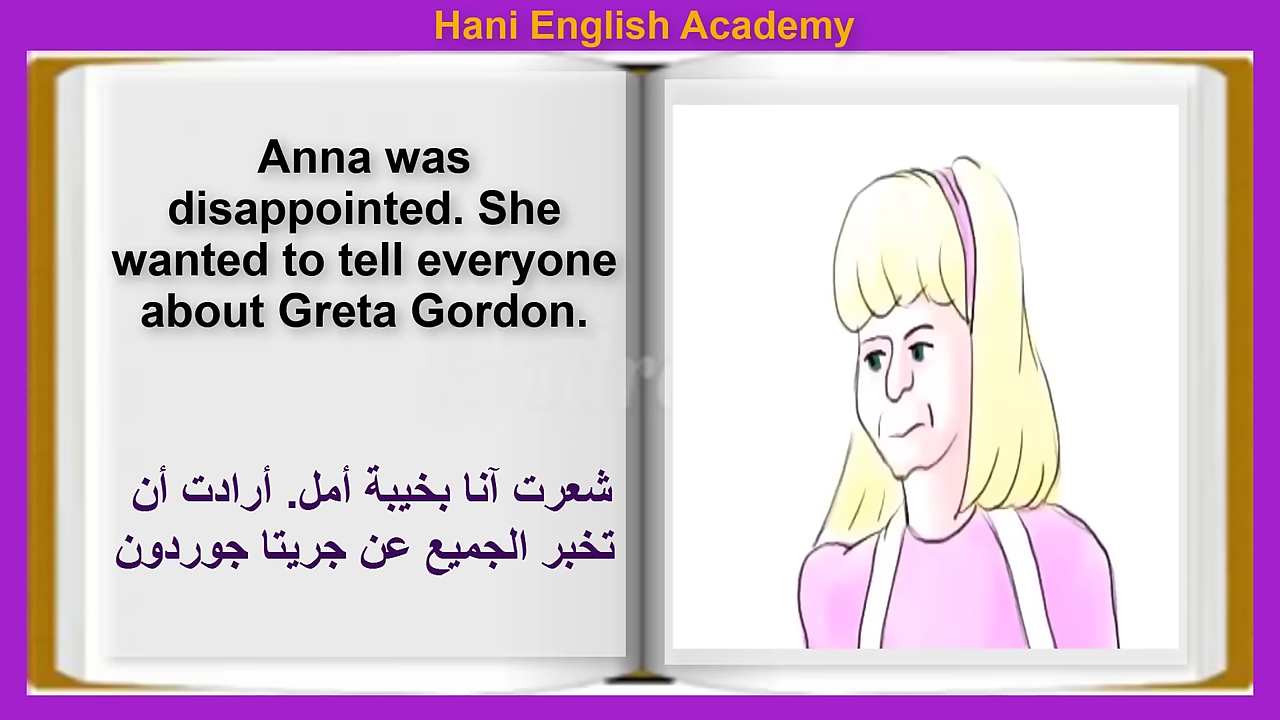 Hani English Academy
Anna was
disappointed. She
wanted to tell everyone
about Greta Gordon.
شعرت آنا بخيبة أمل. أرادت أن
تخبر الجميع عن جريتا جوردون